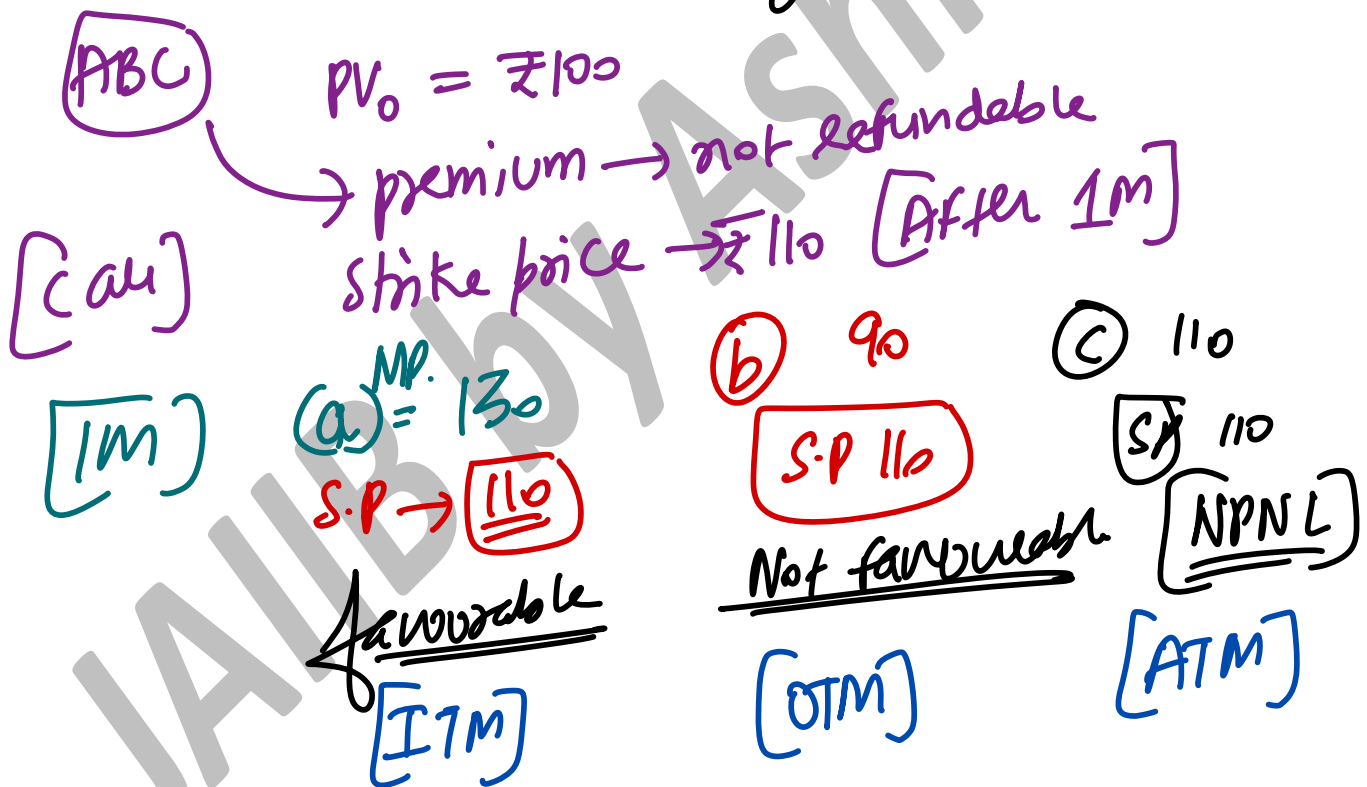 ABC PV₀ = ₹100
premium → not refundable
[Call] Strike price → ₹110 [After 1M]
[1M] (a) M.P. = 130
S.P → 110
favourable
[ITM]
(b) 90
S.P 110
Not favourable
[OTM]
(c) 110
SP 110
[NPNL]
[ATM]
IAIIB by Ash